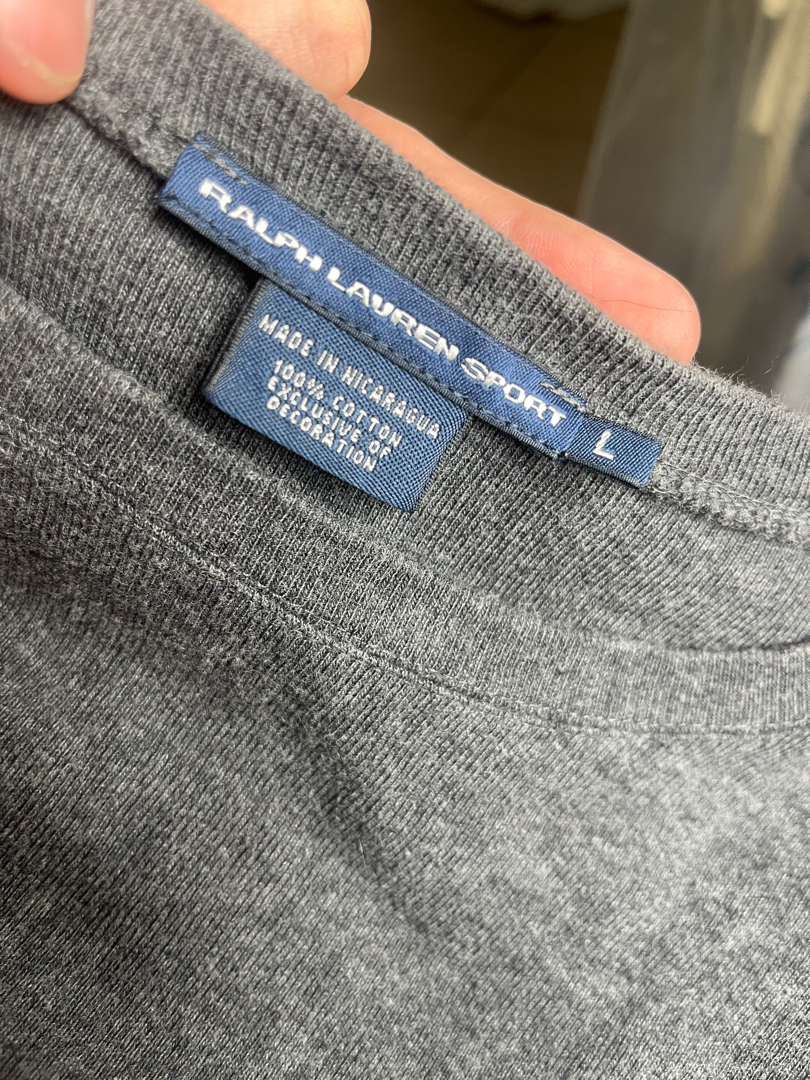 RALPH LAUREN SPORT
L
MADE IN NICARAGUA
100% COTTON
EXCLUSIVE OF
DECORATION